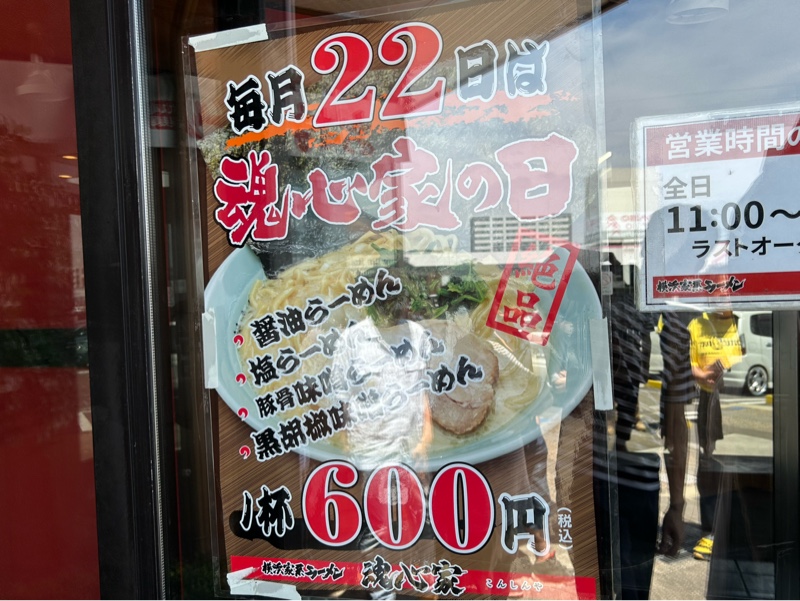 毎月22日は
魂心家の日
絶品
醤油らーめん
塩らーめん
豚骨味噌らーめん
黒胡椒味噌らーめん
1杯600円(税込)
横浜家系ラーメン 魂心家 こんしんや
営業時間の
全日
11:00〜
ラストオー
横浜家系ラーメン